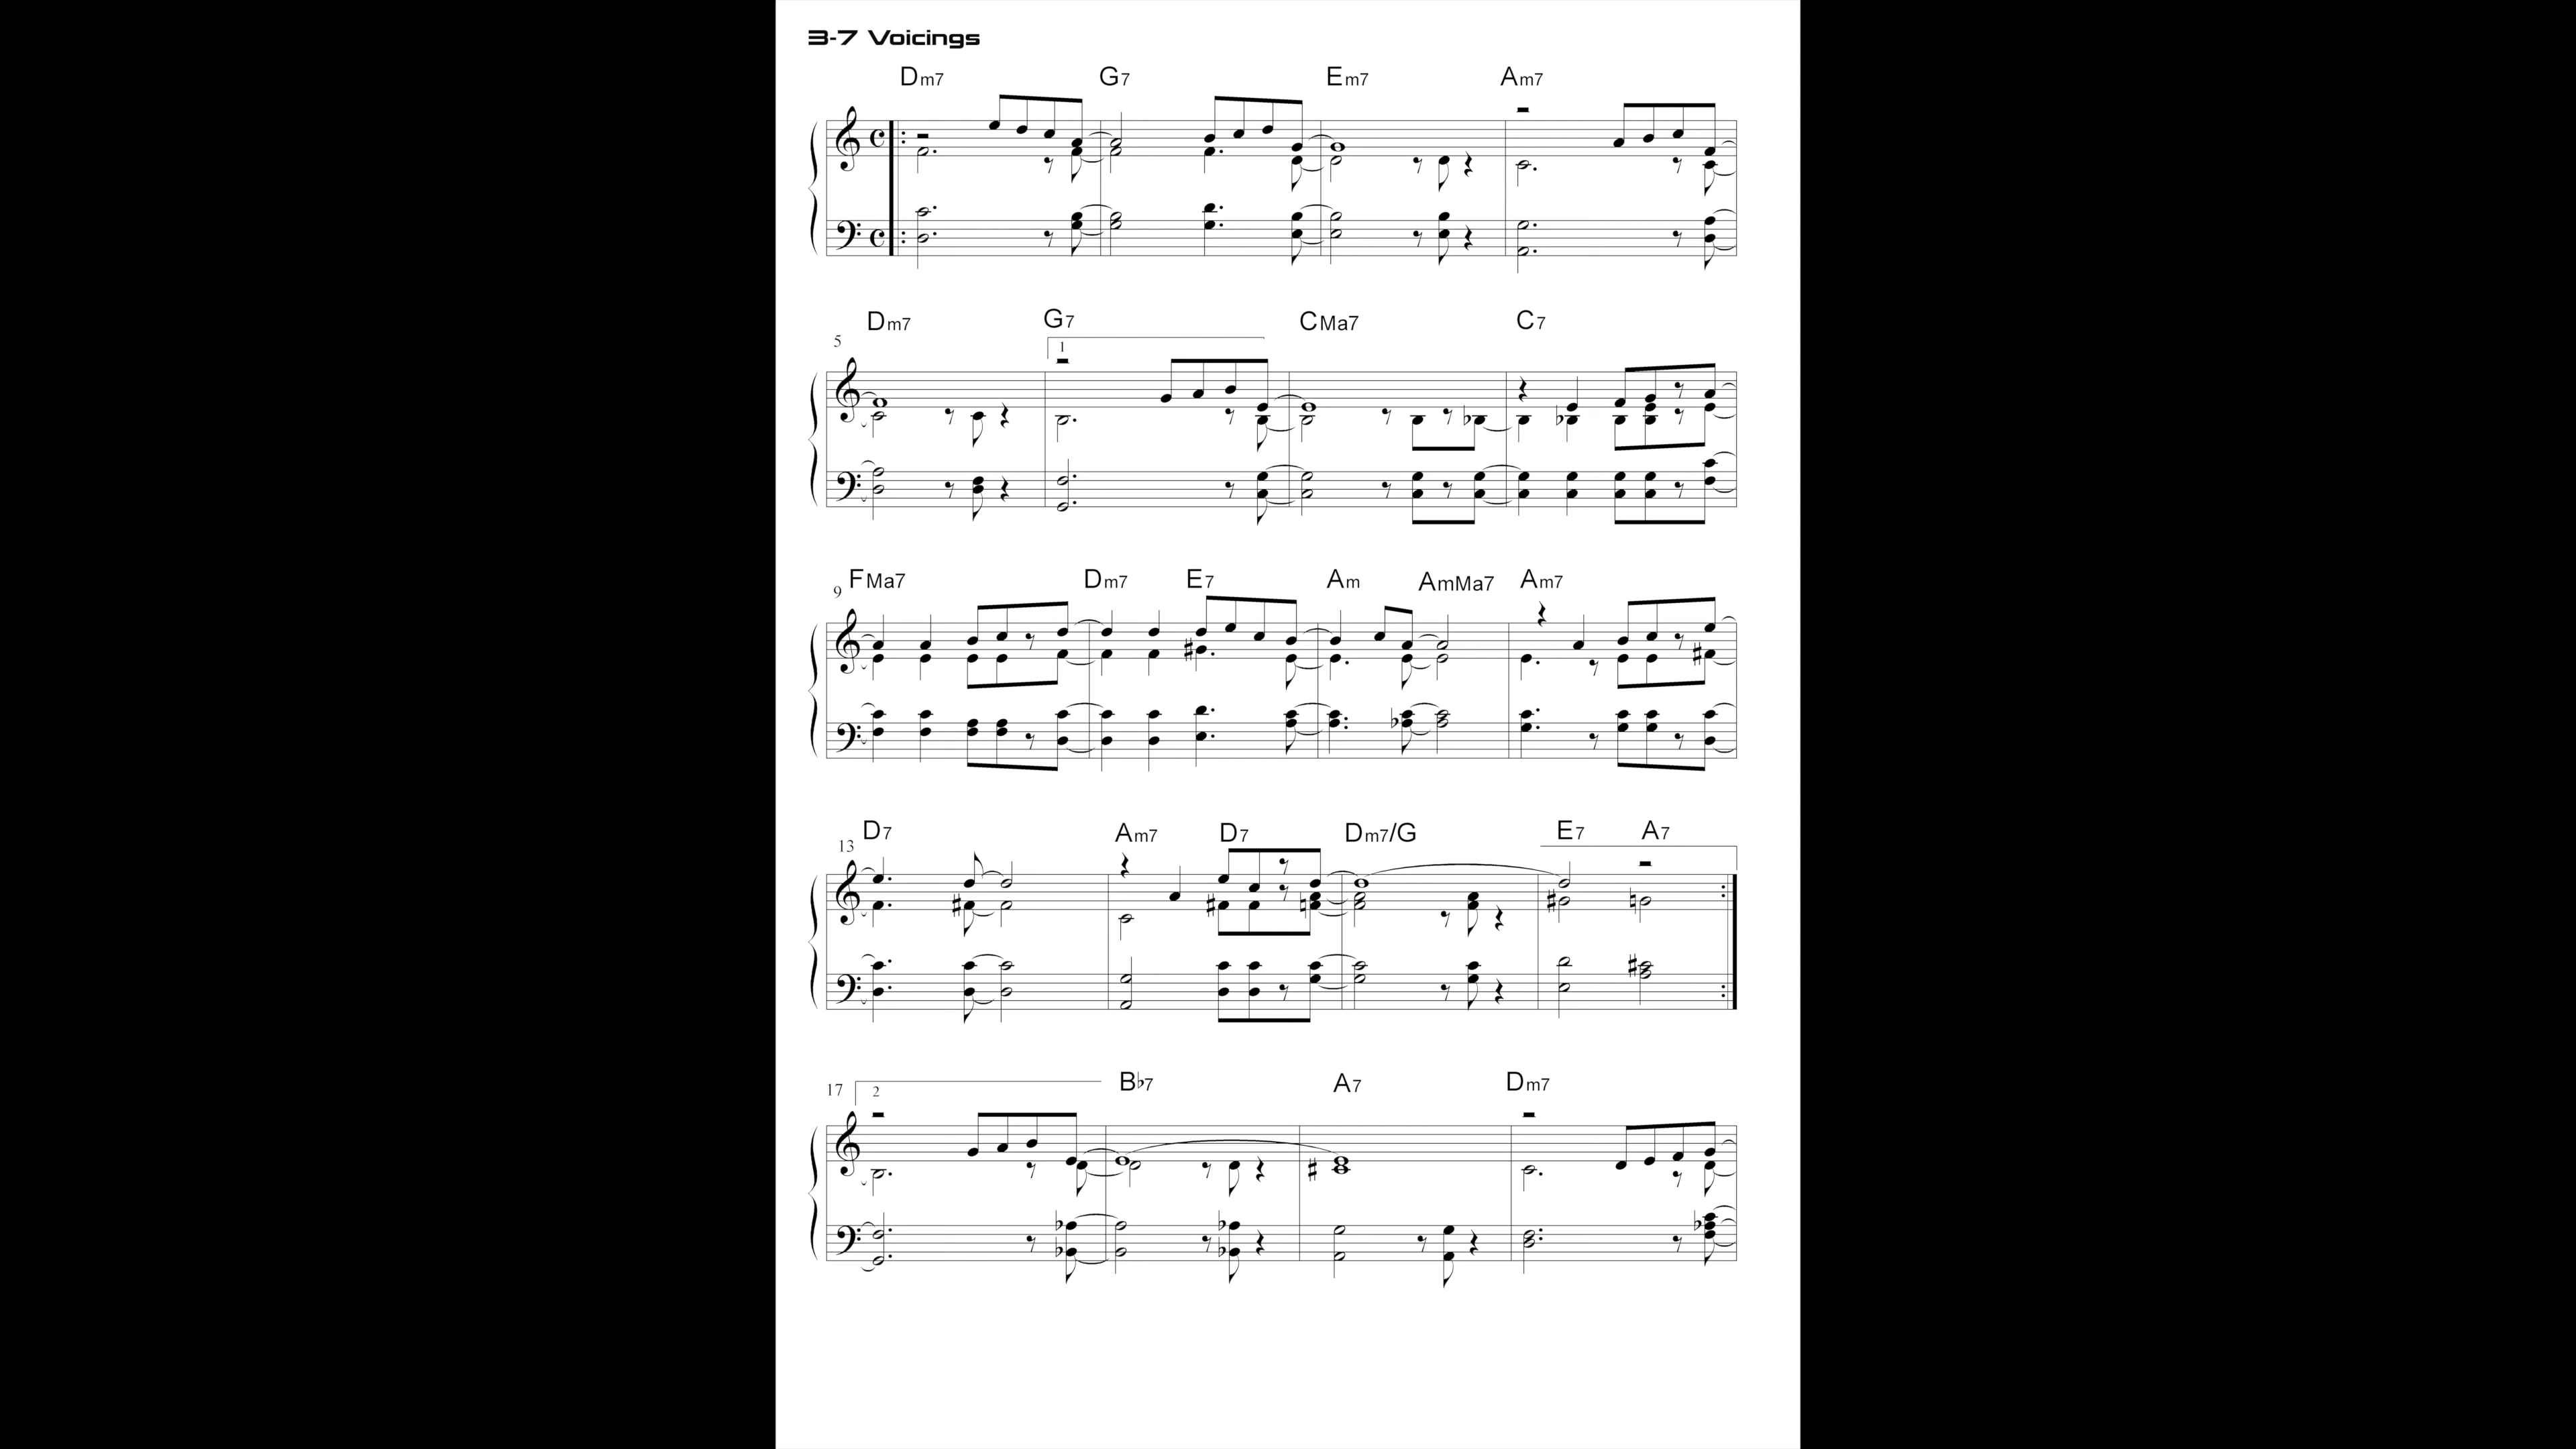 3-7 Voicings
Dm7 G7 Em7 Am7
Dm7 G7 CMa7 C7
5 1
FMa7 Dm7 E7 Am AmMa7 Am7
9
D7 Am7 D7 Dm7/G E7 A7
13
B♭7 A7 Dm7
17 2